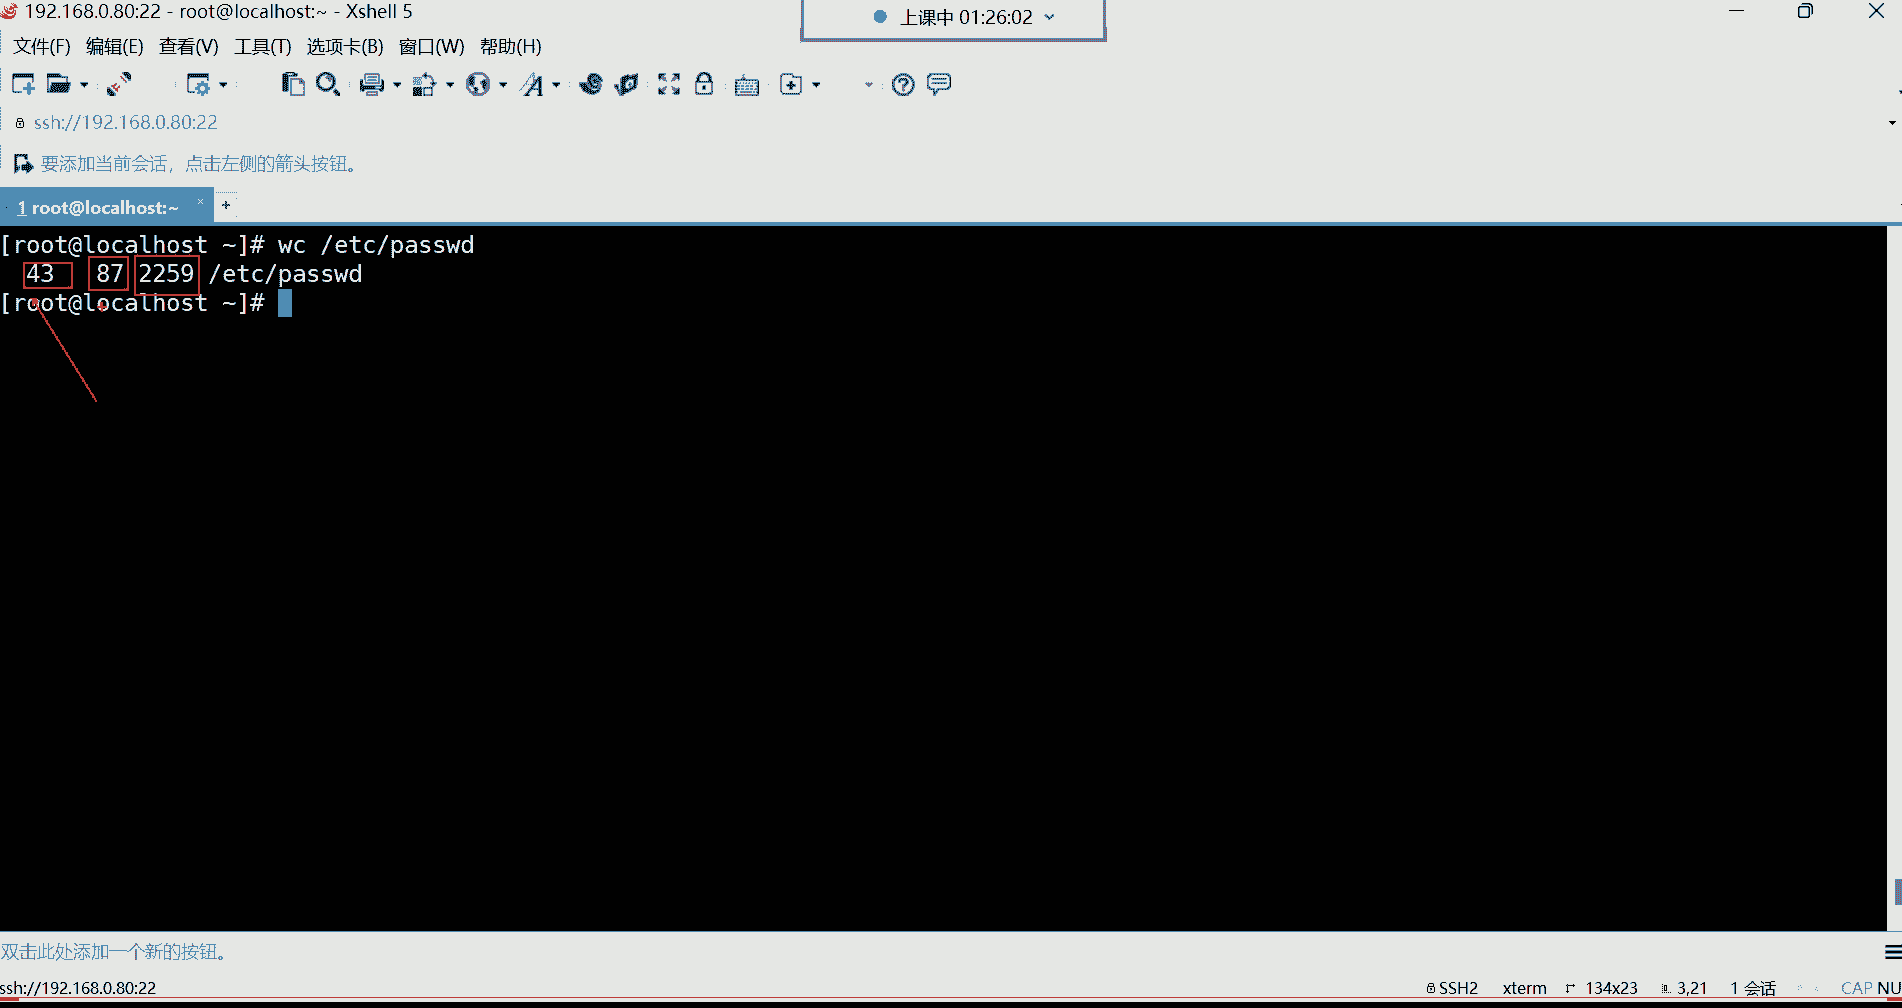 192.168.0.80:22 - root@localhost:~ - Xshell 5
上课中 01:26:02
文件(F) 编辑(E) 查看(V) 工具(T) 选项卡(B) 窗口(W) 帮助(H)
ssh://192.168.0.80:22
要添加当前会话，点击左侧的箭头按钮。
1 root@localhost:~ × +
[root@localhost ~]# wc /etc/passwd
43 87 2259 /etc/passwd
[root@localhost ~]#
双击此处添加一个新的按钮。
ssh://192.168.0.80:22 SSH2 xterm 134x23 3,21 1 会话 CAP NU